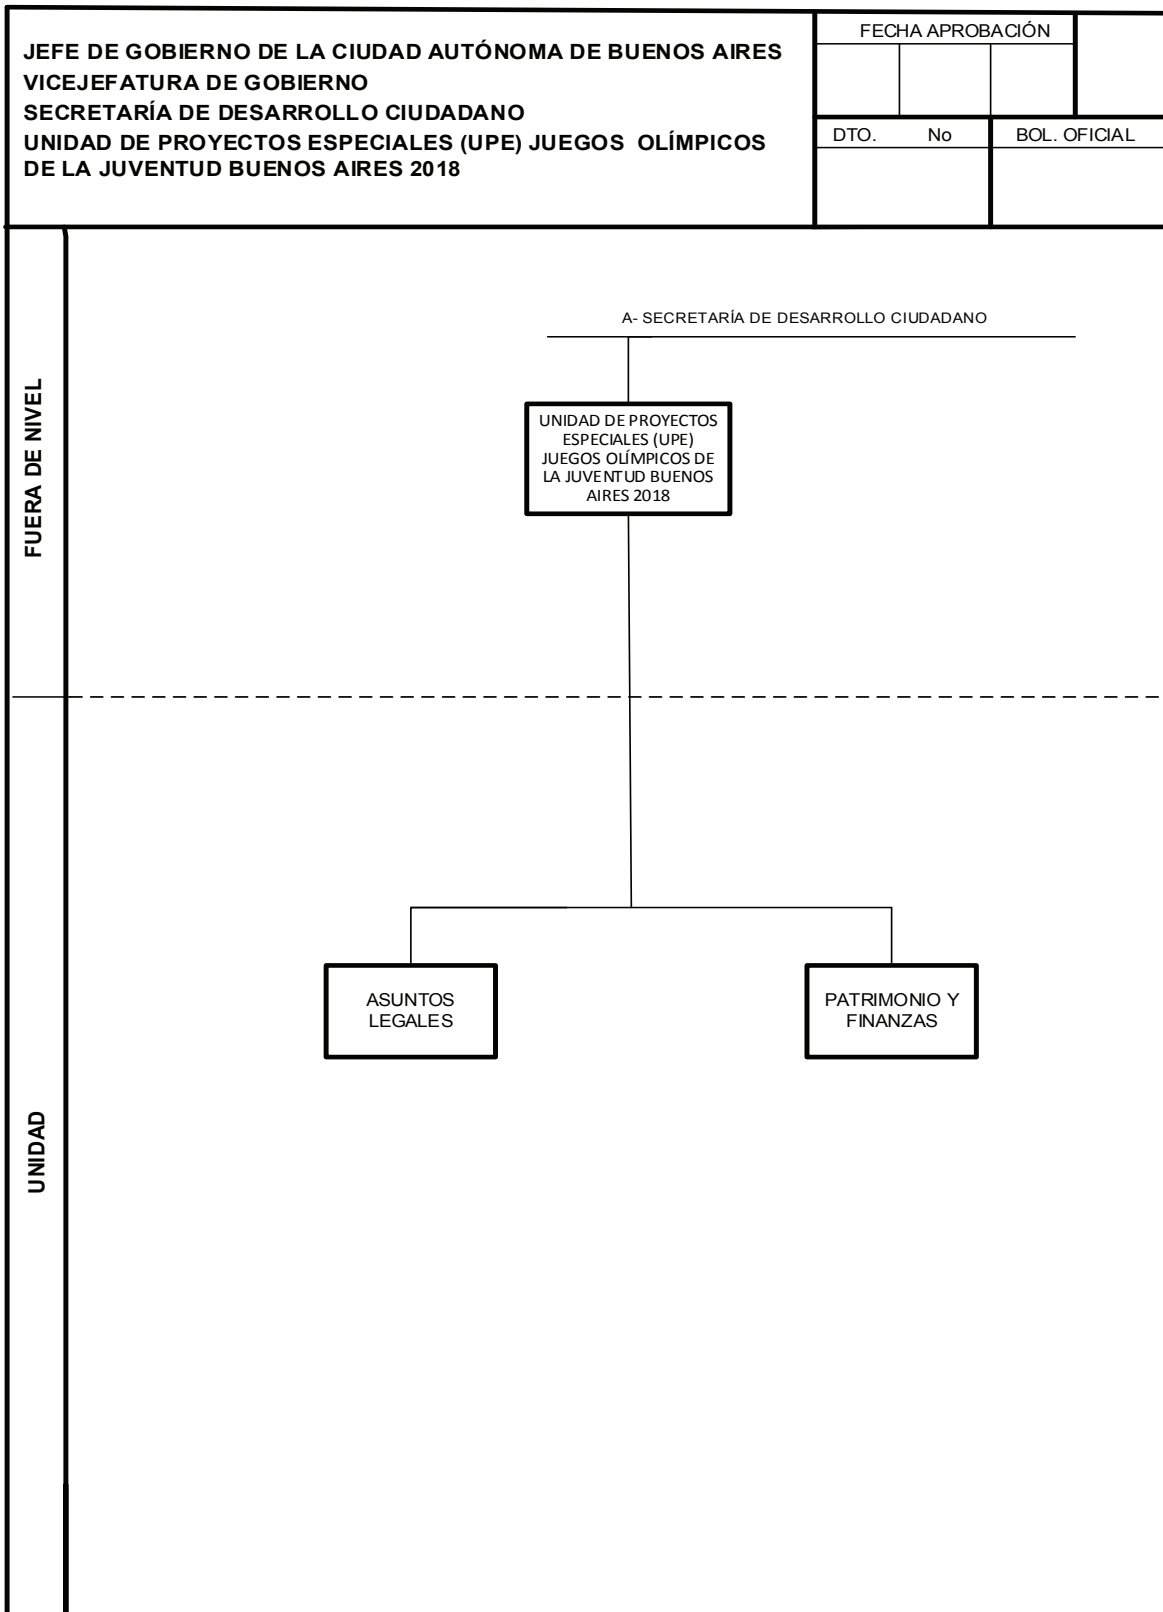 JEFE DE GOBIERNO DE LA CIUDAD AUTÓNOMA DE BUENOS AIRES
VICEJEFATURA DE GOBIERNO
SECRETARÍA DE DESARROLLO CIUDADANO
UNIDAD DE PROYECTOS ESPECIALES (UPE) JUEGOS OLÍMPICOS
DE LA JUVENTUD BUENOS AIRES 2018
FECHA APROBACIÓN
DTO. No
BOL. OFICIAL
FUERA DE NIVEL
A- SECRETARÍA DE DESARROLLO CIUDADANO
UNIDAD DE PROYECTOS
ESPECIALES (UPE)
JUEGOS OLÍMPICOS DE
LA JUVENTUD BUENOS
AIRES 2018
UNIDAD
ASUNTOS
LEGALES
PATRIMONIO Y
FINANZAS